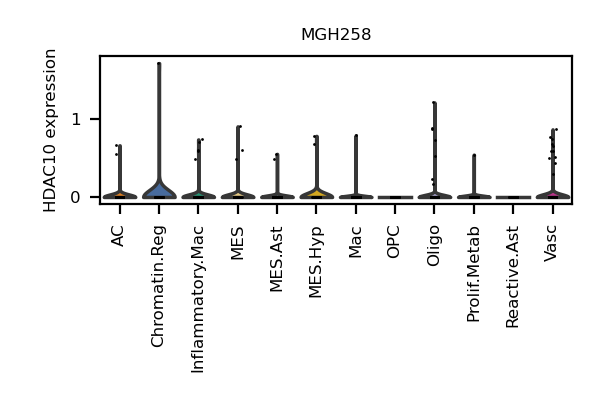 MGH258
HDAC10 expression
1
0
AC
Chromatin.Reg
Inflammatory.Mac
MES
MES.Ast
MES.Hyp
Mac
OPC
Oligo
Prolif.Metab
Reactive.Ast
Vasc